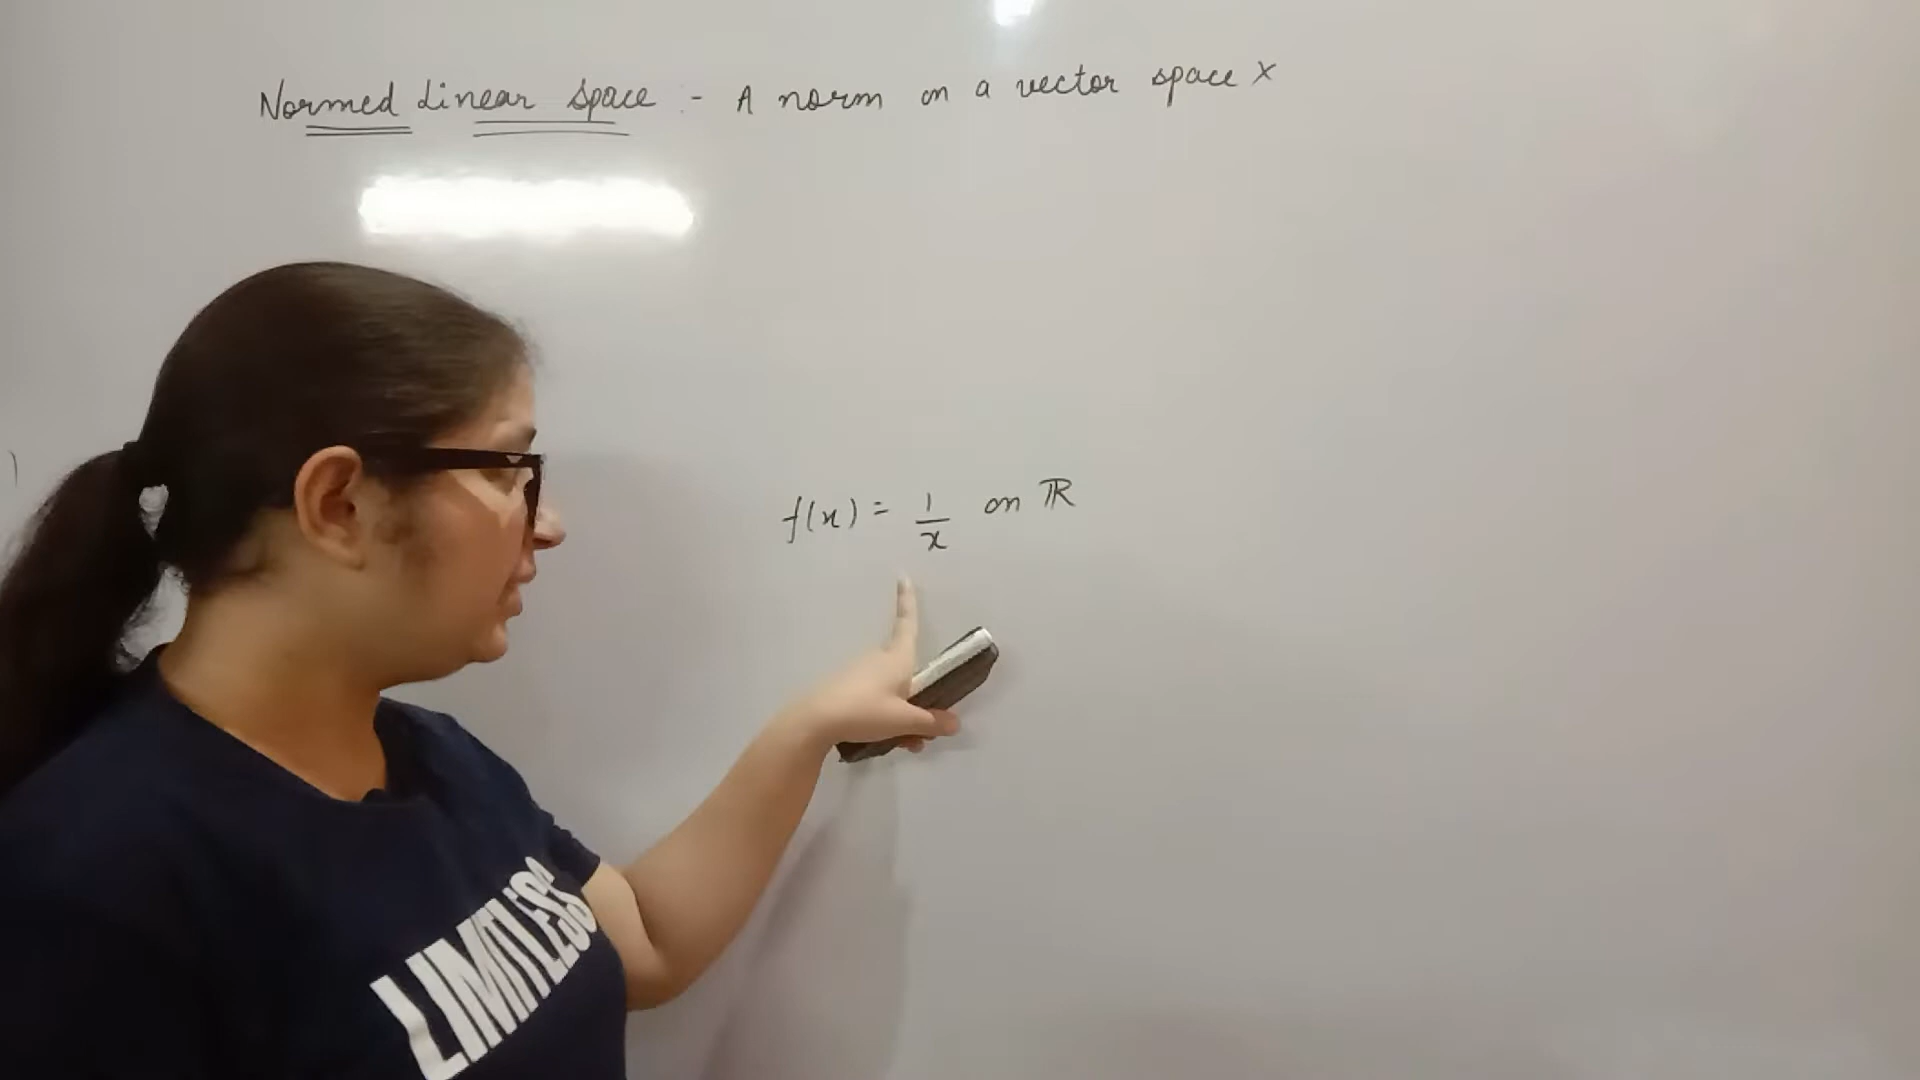 Normed Linear space :- A norm on a vector space X
f(x) = 1/x on ℝ
LIMITLESS